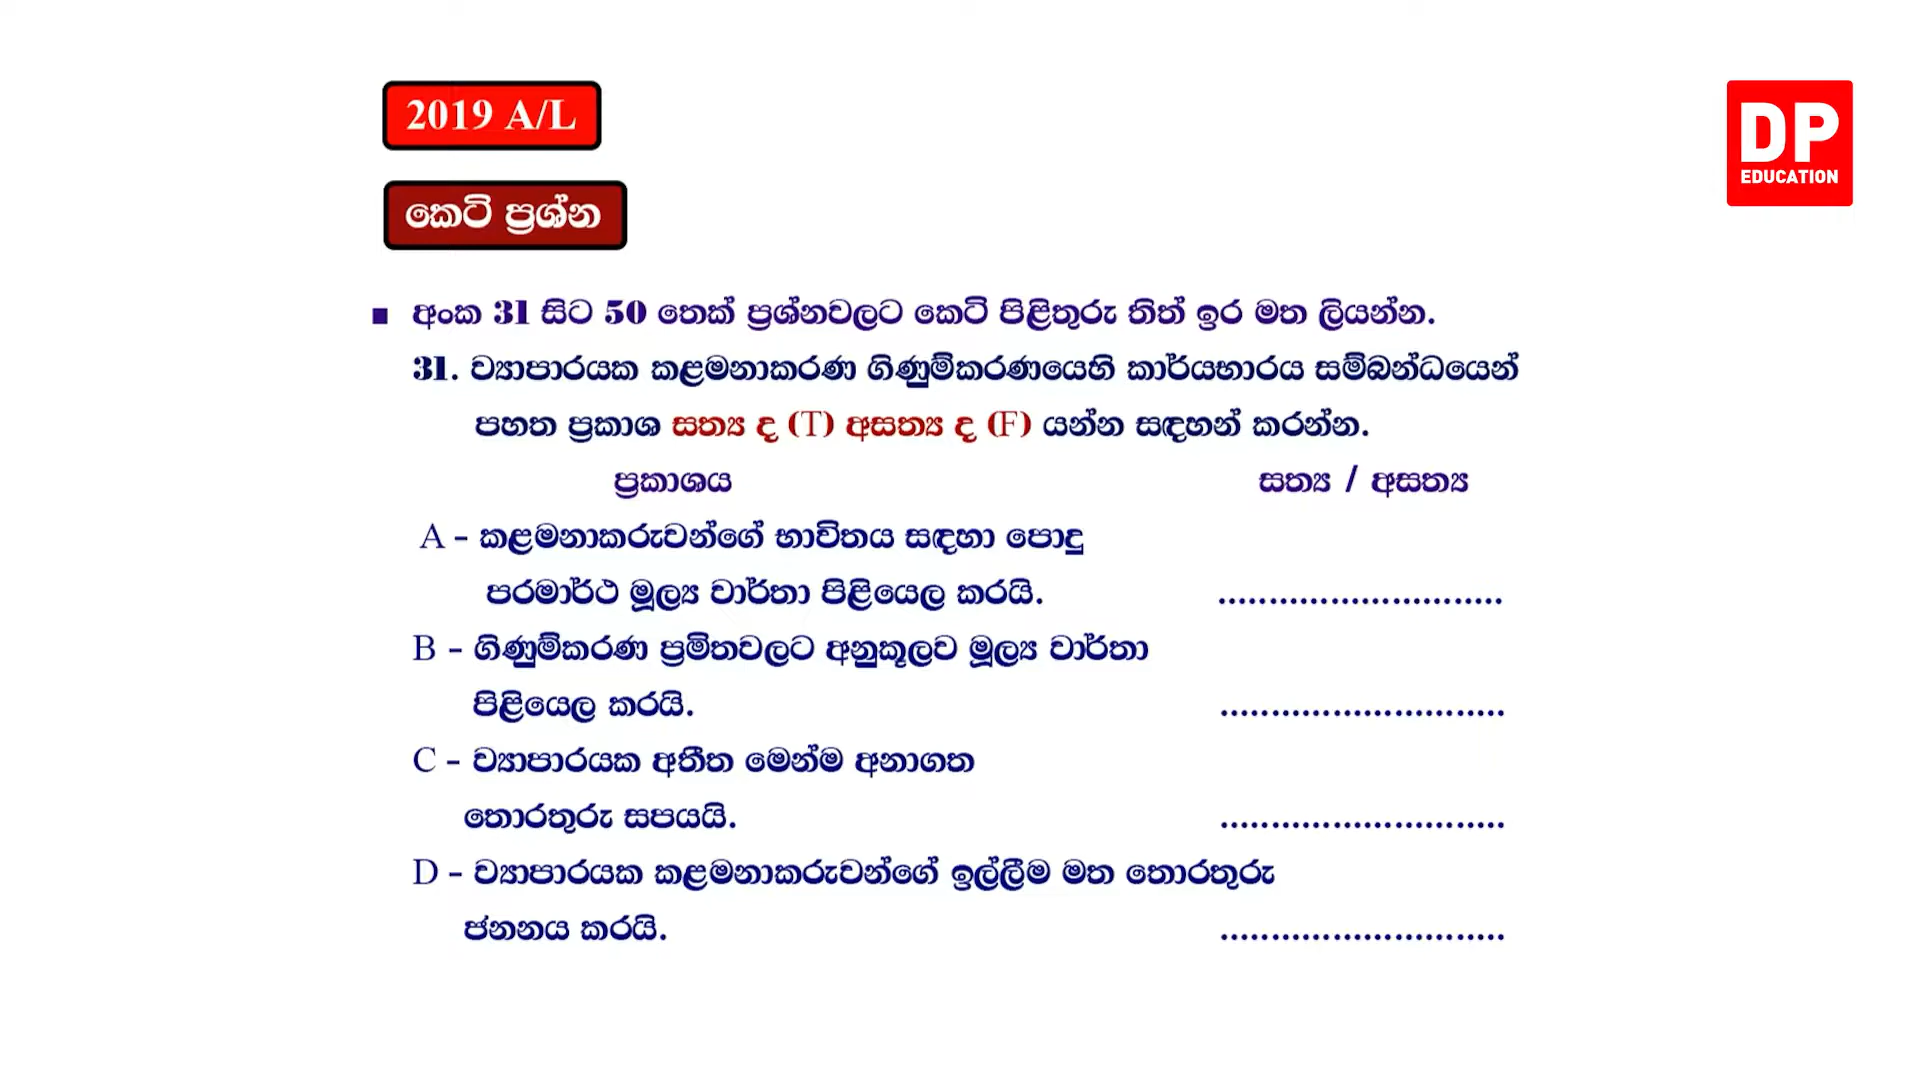 2019 A/L
DP
EDUCATION
කෙටි ප්‍රශ්න
■ අංක 31 සිට 50 තෙක් ප්‍රශ්නවලට කෙටි පිළිතුරු තිත් ඉර මත ලියන්න.
31. ව්‍යාපාරයක කළමනාකරණ ගිණුම්කරණයෙහි කාර්යභාරය සම්බන්ධයෙන්
පහත ප්‍රකාශ සත්‍ය ද (T) අසත්‍ය ද (F) යන්න සඳහන් කරන්න.
ප්‍රකාශය සත්‍ය / අසත්‍ය
A - කළමනාකරුවන්ගේ භාවිතය සඳහා පොදු
පරමාර්ථ මූල්‍ය වාර්තා පිළියෙල කරයි. ............................
B - ගිණුම්කරණ ප්‍රමිතවලට අනුකූලව මූල්‍ය වාර්තා
පිළියෙල කරයි. ............................
C - ව්‍යාපාරයක අතීත මෙන්ම අනාගත
තොරතුරු සපයයි. ............................
D - ව්‍යාපාරයක කළමනාකරුවන්ගේ ඉල්ලීම මත තොරතුරු
ජනනය කරයි. ............................